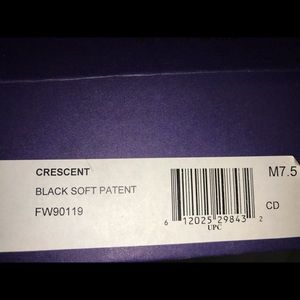 CRESCENT
M7.5
BLACK SOFT PATENT
FW90119
CD
6 12025 29843 2
UPC